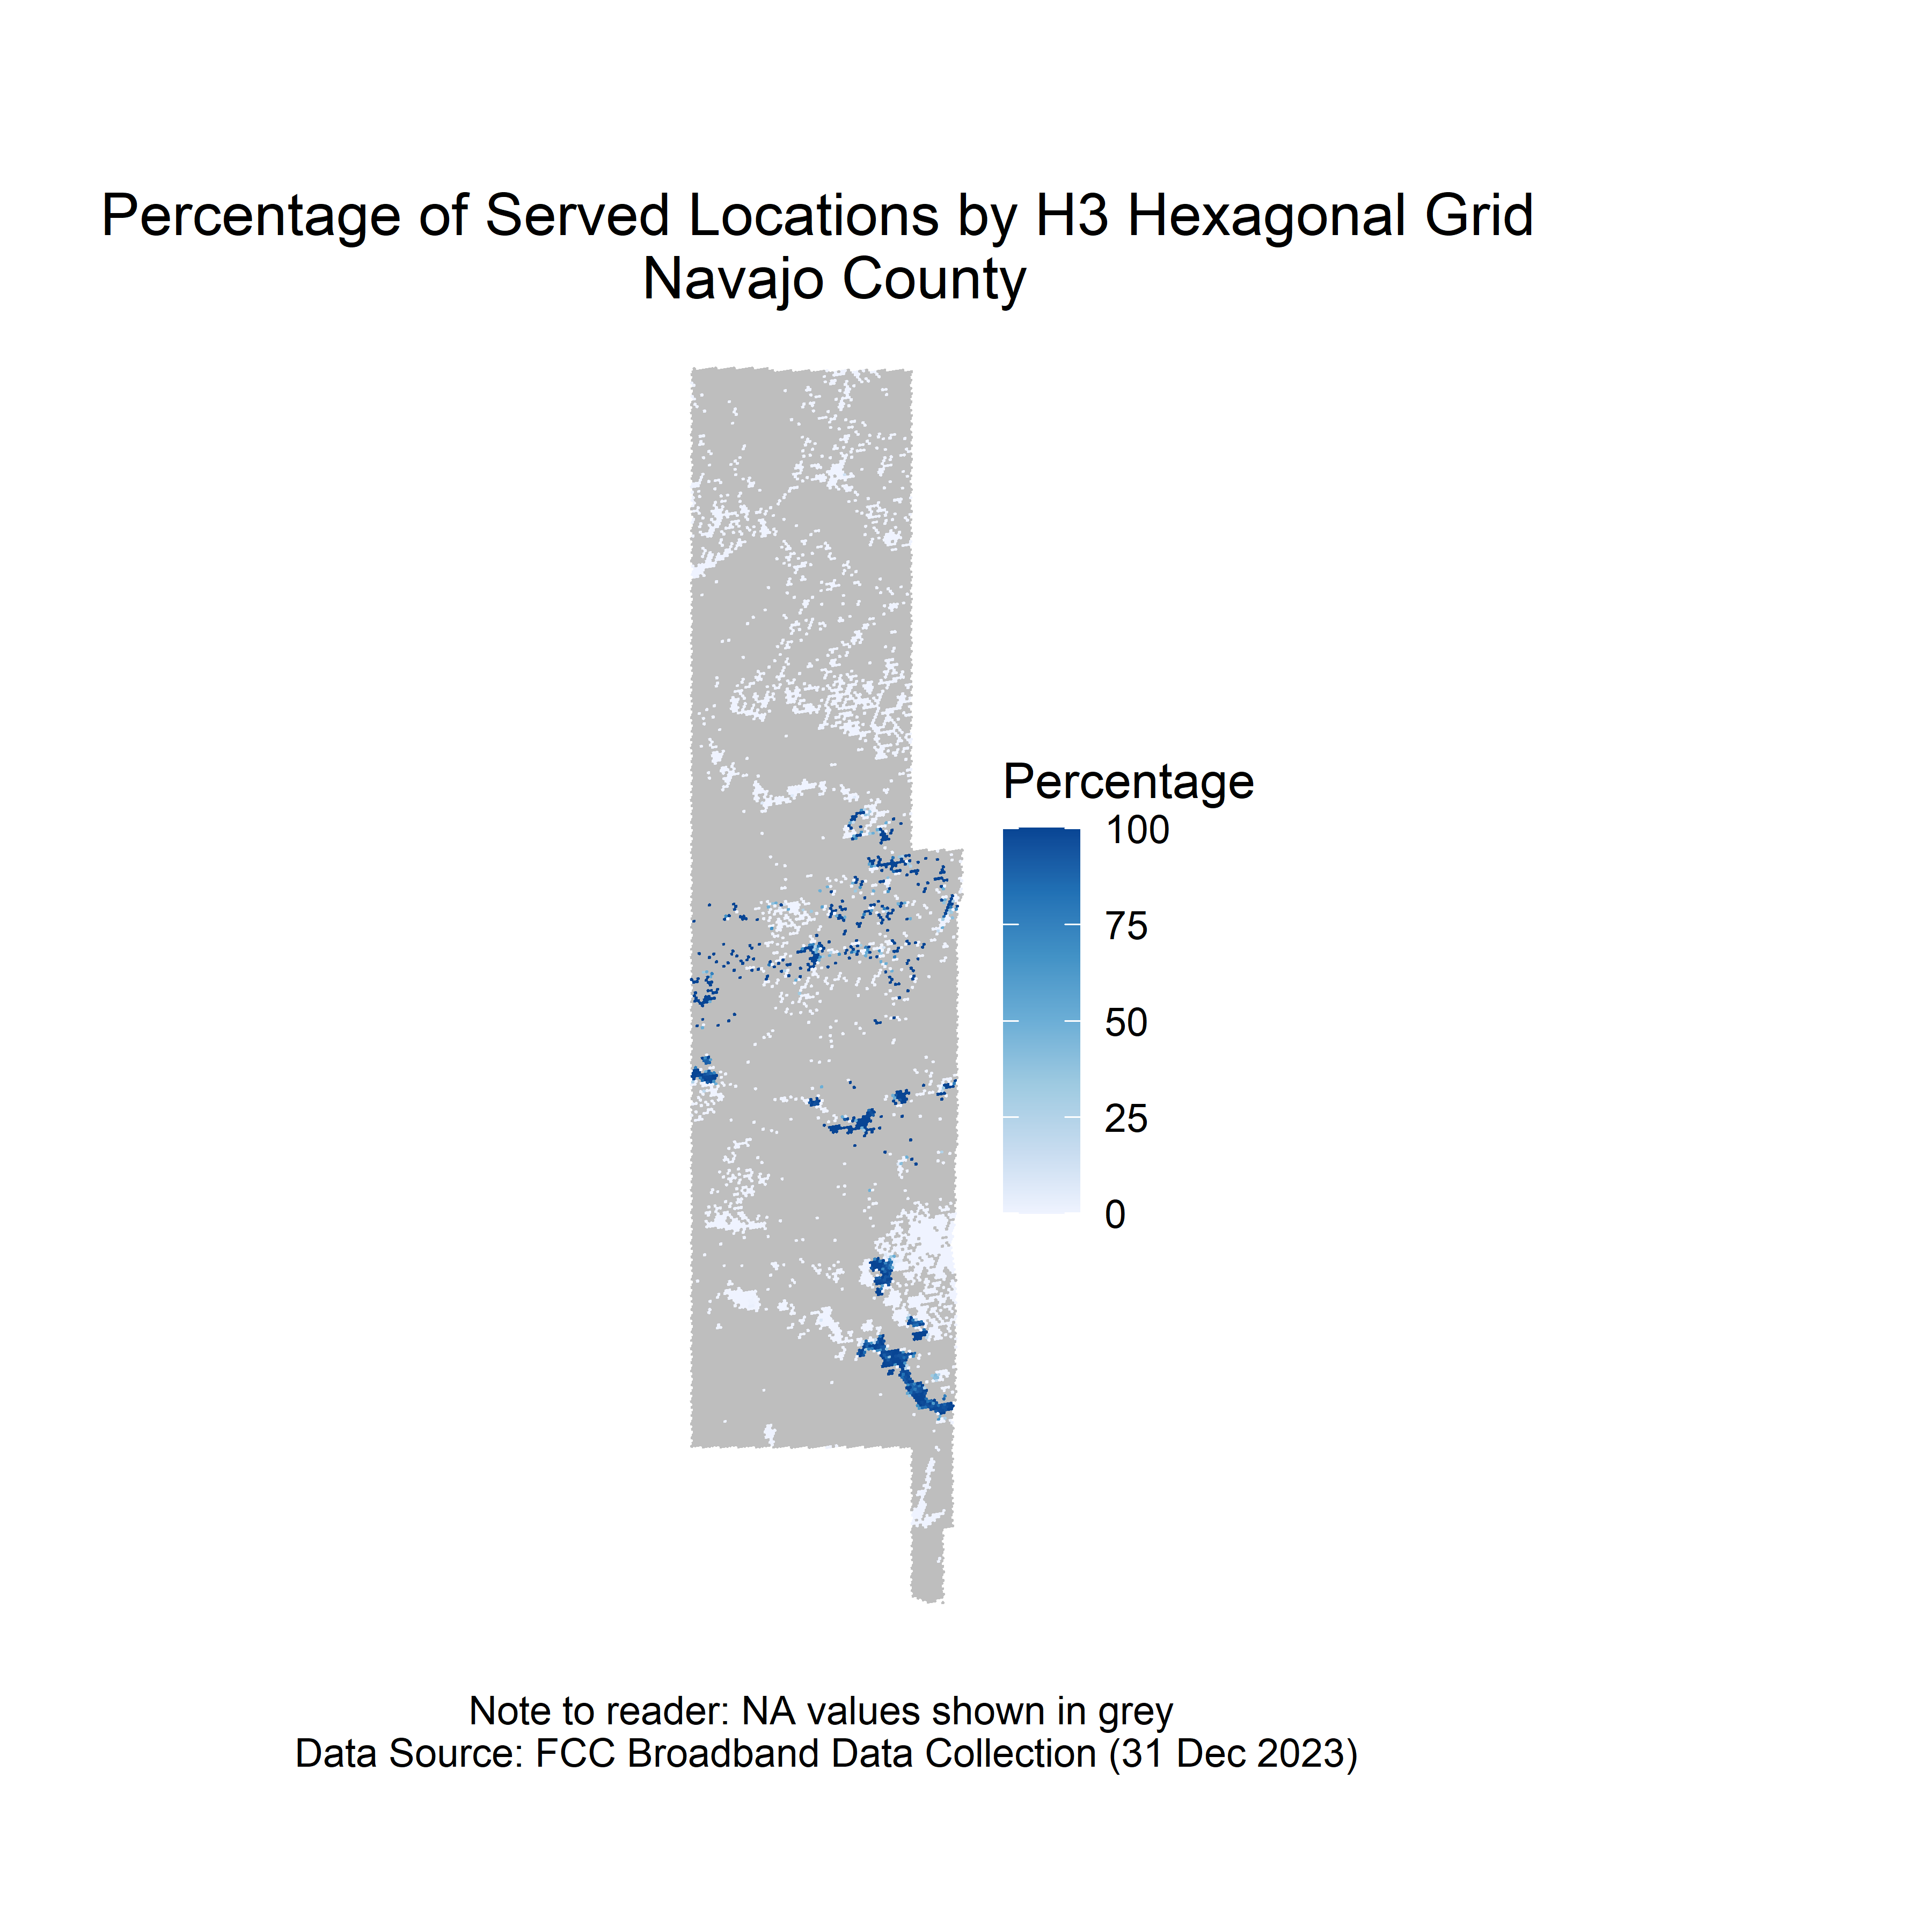 Percentage of Served Locations by H3 Hexagonal Grid
Navajo County
Percentage
100
75
50
25
0
Note to reader: NA values shown in grey
Data Source: FCC Broadband Data Collection (31 Dec 2023)